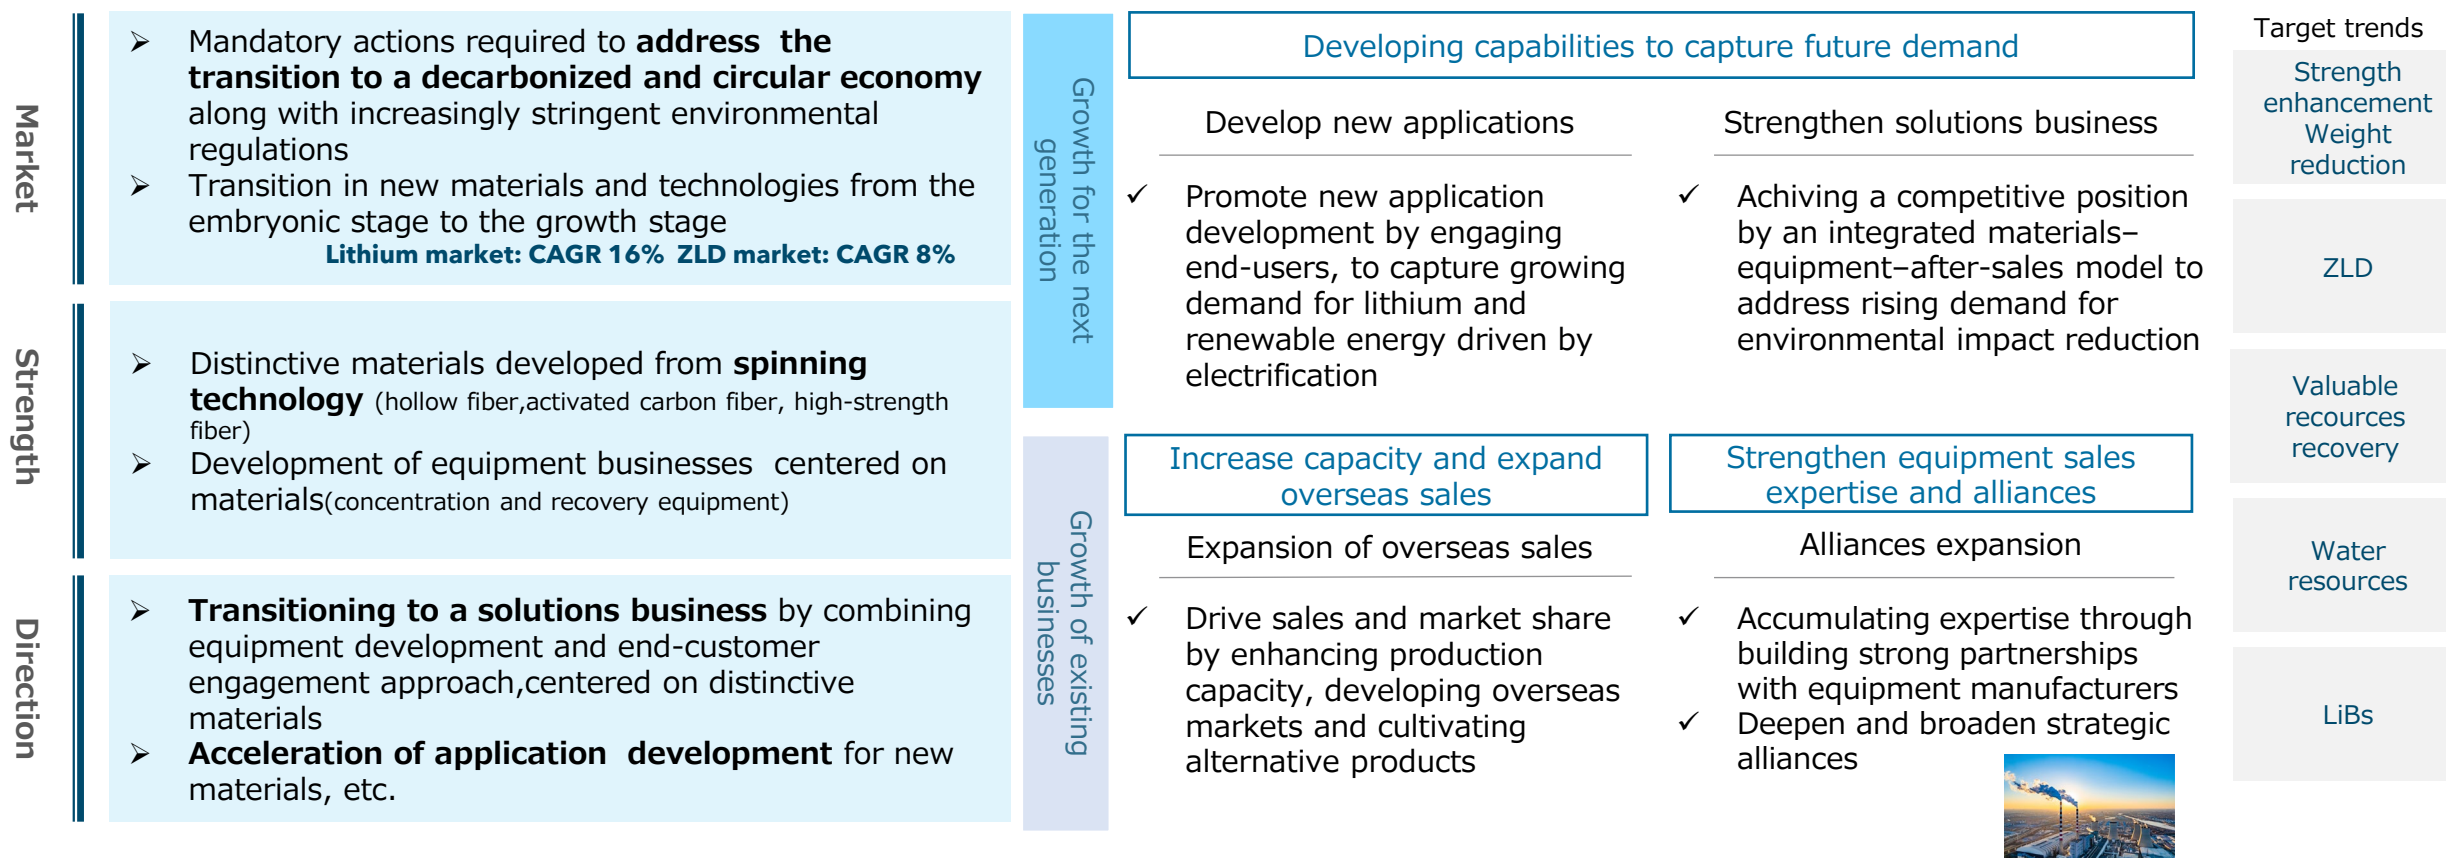 Market
➢ Mandatory actions required to address the
transition to a decarbonized and circular economy
along with increasingly stringent environmental
regulations
➢ Transition in new materials and technologies from the
embryonic stage to the growth stage
Lithium market: CAGR 16% ZLD market: CAGR 8%
Strength
➢ Distinctive materials developed from spinning
technology (hollow fiber,activated carbon fiber, high-strength
fiber)
➢ Development of equipment businesses centered on
materials(concentration and recovery equipment)
Direction
➢ Transitioning to a solutions business by combining
equipment development and end-customer
engagement approach,centered on distinctive
materials
➢ Acceleration of application development for new
materials, etc.
Growth for the next
generation
Developing capabilities to capture future demand
Develop new applications
✓ Promote new application
development by engaging
end-users, to capture growing
demand for lithium and
renewable energy driven by
electrification
Strengthen solutions business
✓ Achiving a competitive position
by an integrated materials–
equipment–after-sales model to
address rising demand for
environmental impact reduction
Growth of existing
businesses
Increase capacity and expand
overseas sales
Expansion of overseas sales
✓ Drive sales and market share
by enhancing production
capacity, developing overseas
markets and cultivating
alternative products
Strengthen equipment sales
expertise and alliances
Alliances expansion
✓ Accumulating expertise through
building strong partnerships
with equipment manufacturers
✓ Deepen and broaden strategic
alliances
Target trends
Strength
enhancement
Weight
reduction
ZLD
Valuable
recources
recovery
Water
resources
LiBs